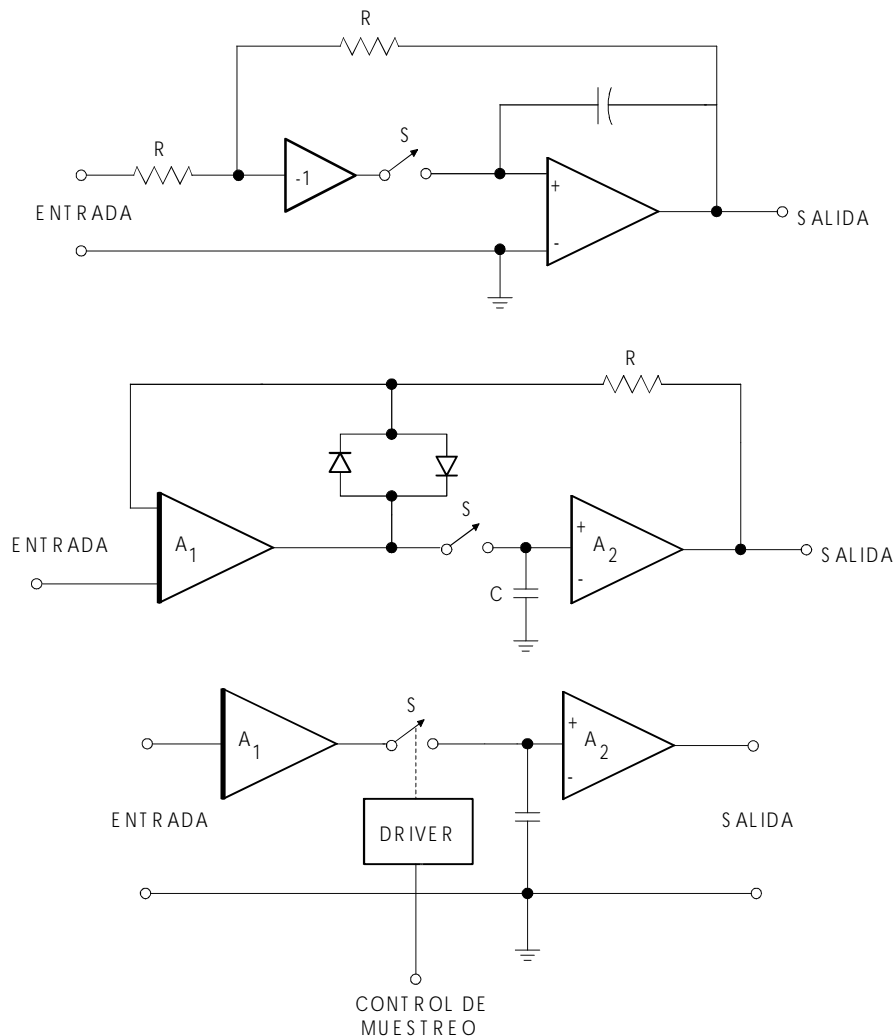 R
R
S
-1
+
-
ENTRADA
SALIDA
R
S
ENTRADA
A1
+
A2
-
C
SALIDA
S
A1
+
A2
-
ENTRADA
DRIVER
SALIDA
CONTROL DE
MUESTREO